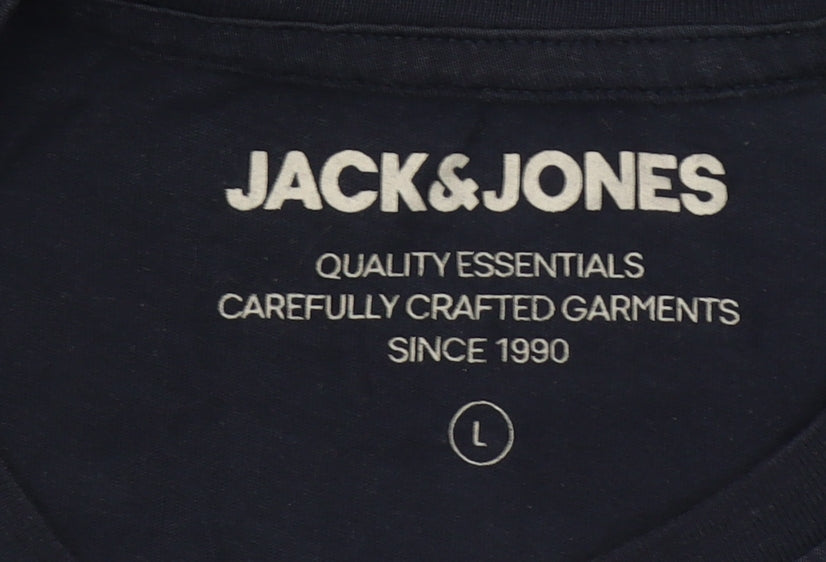 JACK&JONES
QUALITY ESSENTIALS
CAREFULLY CRAFTED GARMENTS
SINCE 1990
L